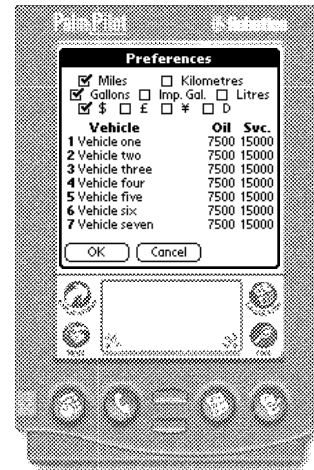 PalmPilot
Preferences
Miles Kilometres
Gallons Imp. Gal. Litres
$ £ ¥ D
Vehicle Oil Svc.
1 Vehicle one 7500 15000
2 Vehicle two 7500 15000
3 Vehicle three 7500 15000
4 Vehicle four 7500 15000
5 Vehicle five 7500 15000
6 Vehicle six 7500 15000
7 Vehicle seven 7500 15000
OK Cancel